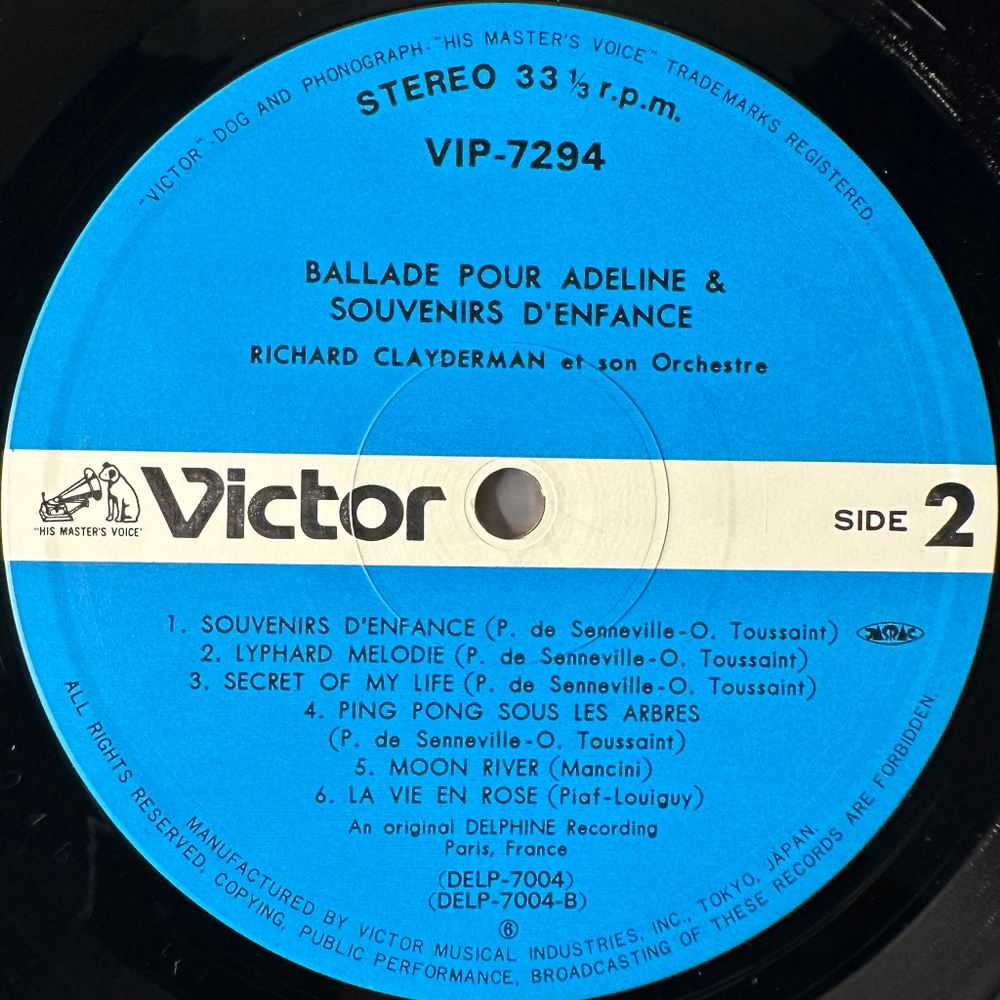 "VICTOR"-DOG AND PHONOGRAPH-"HIS MASTER'S VOICE" TRADEMARKS REGISTERED.
STEREO 33 ⅓ r.p.m.
VIP-7294
BALLADE POUR ADELINE &
SOUVENIRS D'ENFANCE
RICHARD CLAYDERMAN et son Orchestre
"HIS MASTER'S VOICE"
Victor
SIDE 2
1. SOUVENIRS D'ENFANCE (P. de Senneville-O. Toussaint) JASRAC
2. LYPHARD MELODIE (P. de Senneville-O. Toussaint)
3. SECRET OF MY LIFE (P. de Senneville-O. Toussaint)
4. PING PONG SOUS LES ARBRES
(P. de Senneville-O. Toussaint)
5. MOON RIVER (Mancini)
6. LA VIE EN ROSE (Piaf-Louiguy)
An original DELPHINE Recording
Paris, France
(DELP-7004)
(DELP-7004-B)
⑥
MANUFACTURED BY VICTOR MUSICAL INDUSTRIES, INC., TOKYO, JAPAN.
ALL RIGHTS RESERVED, COPYING, PUBLIC PERFORMANCE, BROADCASTING OF THESE RECORDS ARE FORBIDDEN.